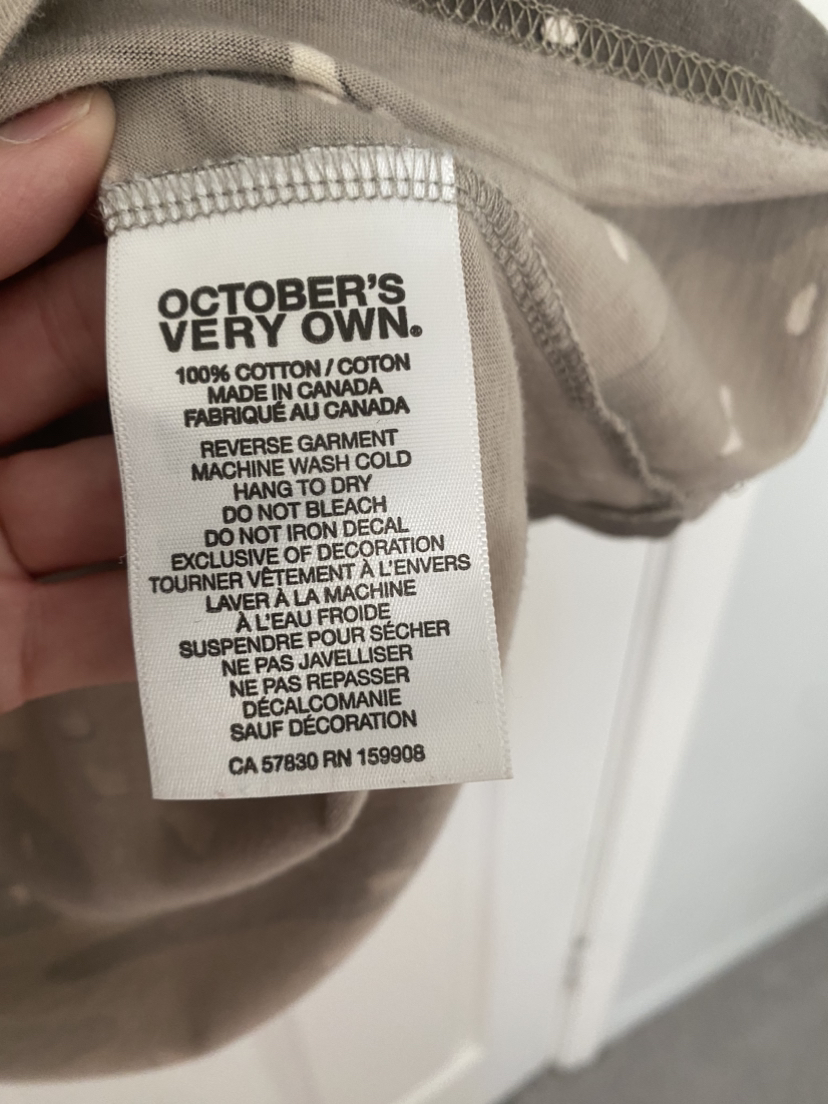 OCTOBER'S
VERY OWN®
100% COTTON / COTON
MADE IN CANADA
FABRIQUÉ AU CANADA
REVERSE GARMENT
MACHINE WASH COLD
HANG TO DRY
DO NOT BLEACH
DO NOT IRON DECAL
EXCLUSIVE OF DECORATION
TOURNER VÊTEMENT À L'ENVERS
LAVER À LA MACHINE
À L'EAU FROIDE
SUSPENDRE POUR SÉCHER
NE PAS JAVELLISER
NE PAS REPASSER
DÉCALCOMANIE
SAUF DÉCORATION
CA 57830 RN 159908